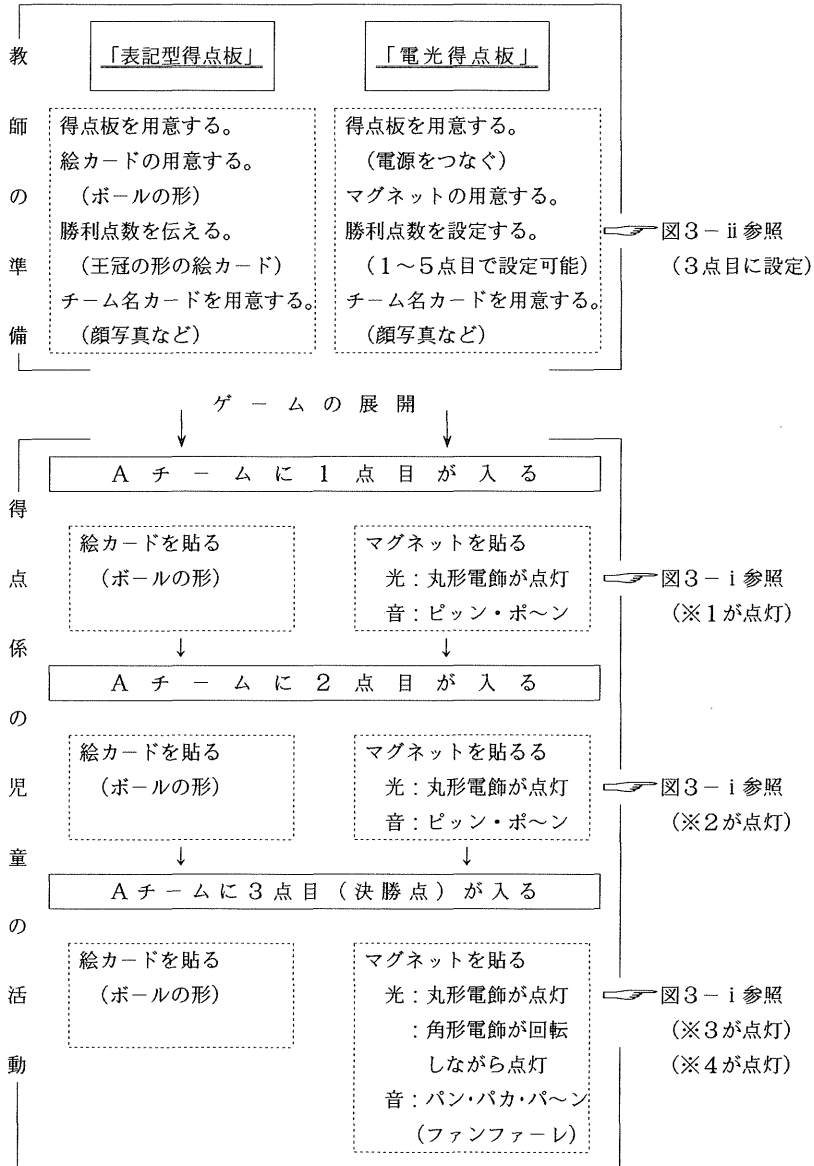 教師の準備
「表記型得点板」
得点板を用意する。
絵カードの用意する。
(ボールの形)
勝利点数を伝える。
(王冠の形の絵カード)
チーム名カードを用意する。
(顔写真など)
「電光得点板」
得点板を用意する。
(電源をつなぐ)
マグネットの用意する。
勝利点数を設定する。
(1~5点目で設定可能)
チーム名カードを用意する。
(顔写真など)
図3-ⅱ参照
(3点目に設定)
ゲームの展開
↓ ↓
得点係の児童の活動
Aチームに1点目が入る
絵カードを貼る
(ボールの形)
マグネットを貼る
光:丸形電飾が点灯
音:ピッン・ポ~ン
図3-ⅰ参照
(※1が点灯)
↓ ↓
Aチームに2点目が入る
絵カードを貼る
(ボールの形)
マグネットを貼るる
光:丸形電飾が点灯
音:ピッン・ポ~ン
図3-ⅰ参照
(※2が点灯)
↓ ↓
Aチームに3点目(決勝点)が入る
絵カードを貼る
(ボールの形)
マグネットを貼る
光:丸形電飾が点灯
:角形電飾が回転
しながら点灯
音:パン・パカ・パ~ン
(ファンファーレ)
図3-ⅰ参照
(※3が点灯)
(※4が点灯)